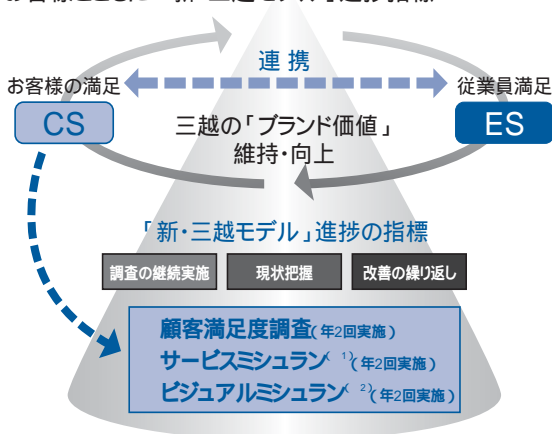 連携
お客様の満足
従業員満足
CS
ES
三越の「ブランド価値」
維持・向上
「新・三越モデル」進捗の指標
調査の継続実施
現状把握
改善の繰り返し
顧客満足度調査(年2回実施)
サービスミシュラン( 1)(年2回実施)
ビジュアルミシュラン( 2)(年2回実施)